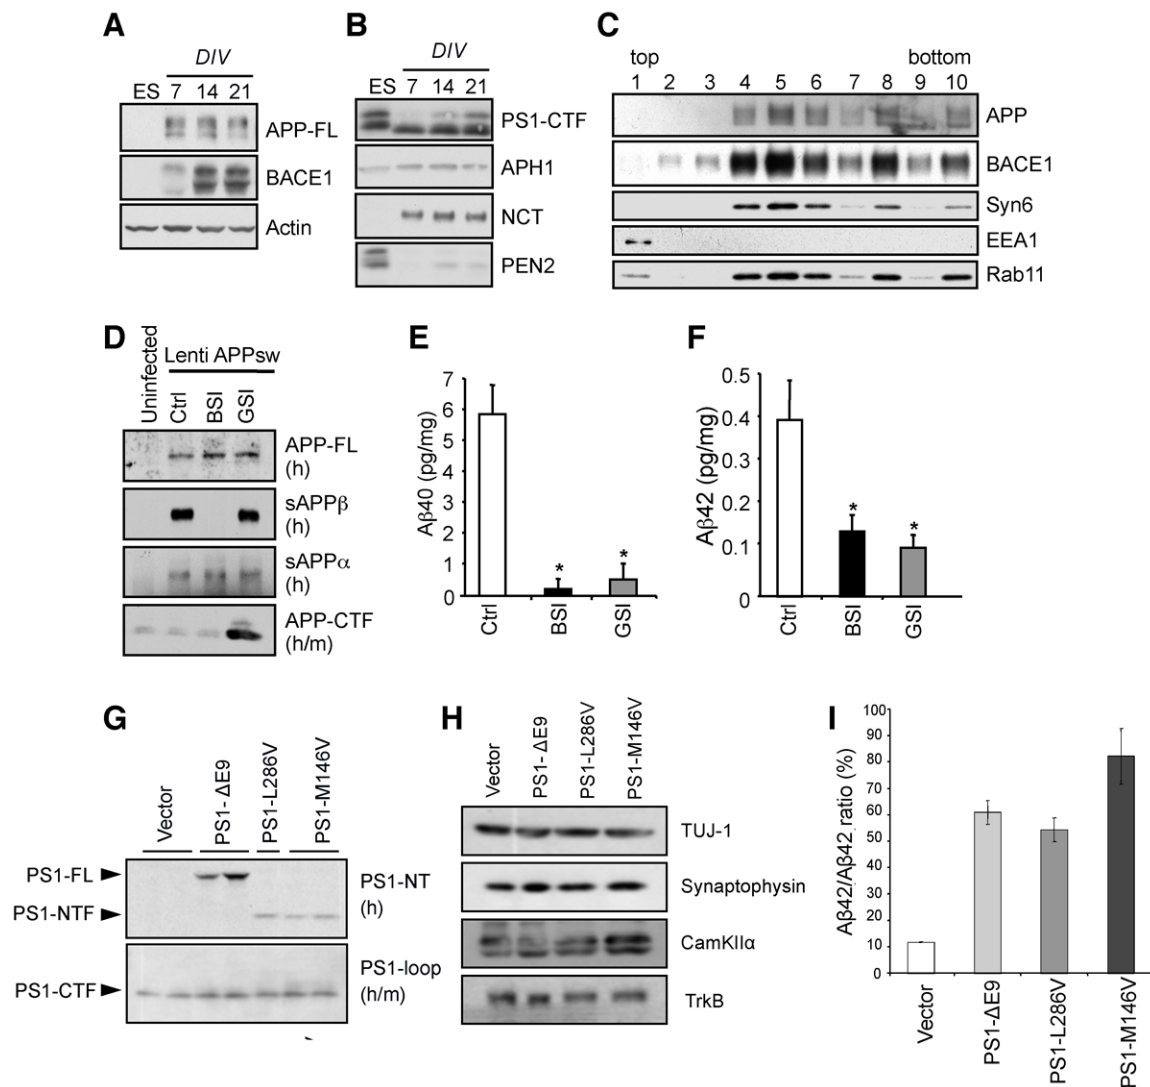 A
DIV
ES 7 14 21
APP-FL
BACE1
Actin
B
DIV
ES 7 14 21
PS1-CTF
APH1
NCT
PEN2
C
top bottom
1 2 3 4 5 6 7 8 9 10
APP
BACE1
Syn6
EEA1
Rab11
D
Uninfected
Lenti APPsw
Ctrl
BSI
GSI
APP-FL
(h)
sAPPβ
(h)
sAPPα
(h)
APP-CTF
(h/m)
E
Aβ40 (pg/mg)
7
6
5
4
3
2
1
0
*
*
Ctrl
BSI
GSI
F
Aβ42 (pg/mg)
0.5
0.4
0.3
0.2
0.1
0
*
*
Ctrl
BSI
GSI
G
Vector
PS1- ΔE9
PS1-L286V
PS1-M146V
PS1-FL
PS1-NTF
PS1-CTF
PS1-NT
(h)
PS1-loop
(h/m)
H
Vector
PS1- ΔE9
PS1-L286V
PS1-M146V
TUJ-1
Synaptophysin
CamKIIα
TrkB
I
Aβ42/Aβ42 ratio (%)
100
90
80
70
60
50
40
30
20
10
0
Vector
PS1-ΔE9
PS1-L286V
PS1-M146V